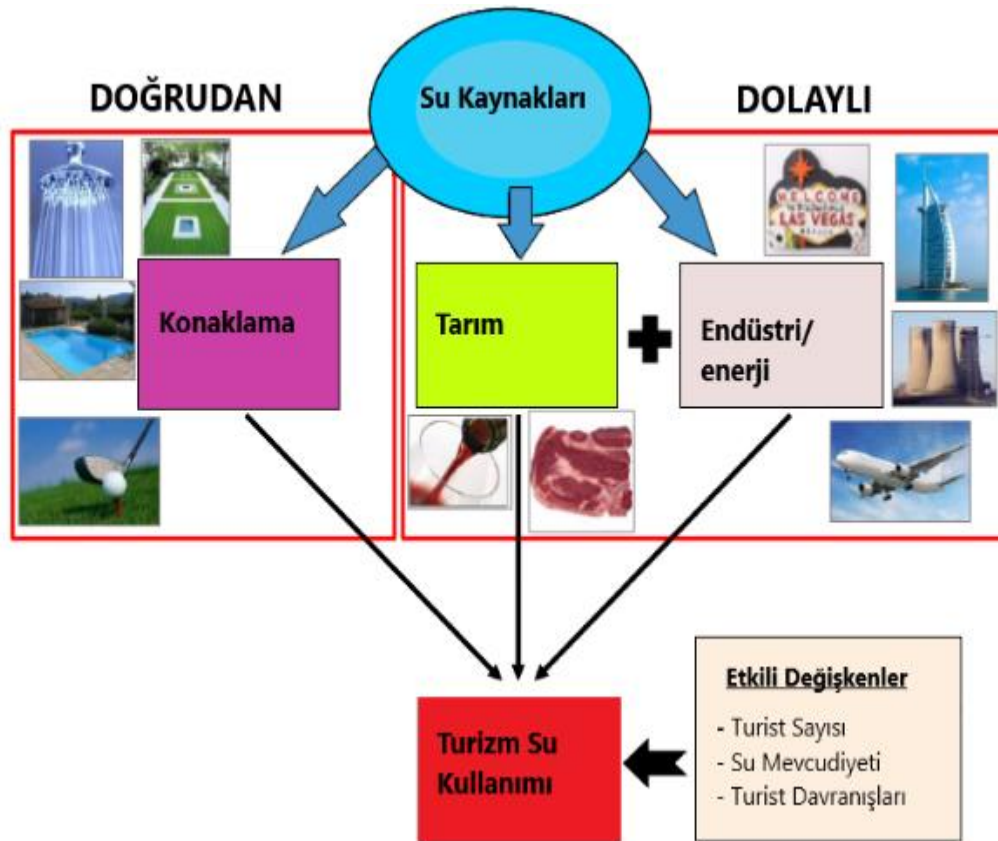 Su Kaynakları
DOĞRUDAN
DOLAYLI
WELCOME
LAS VEGAS
Konaklama
Tarım
Endüstri/
enerji
Turizm Su
Kullanımı
Etkili Değişkenler
- Turist Sayısı
- Su Mevcudiyeti
- Turist Davranışları